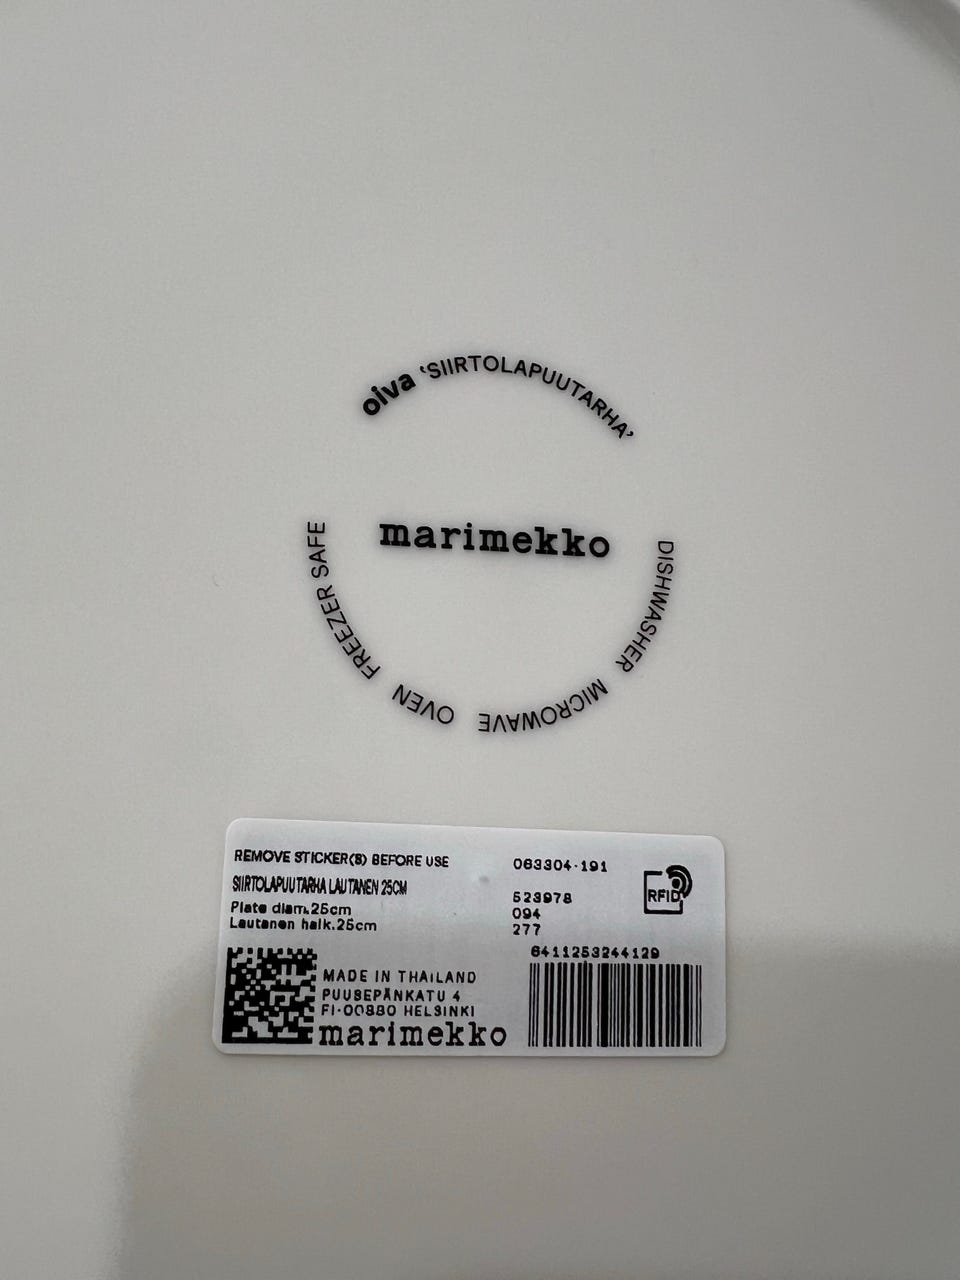 oiva ‘SIIRTOLAPUUTARHA’
marimekko
DISHWASHER MICROWAVE OVEN FREEZER SAFE
REMOVE STICKER(S) BEFORE USE
SIIRTOLAPUUTARHA LAUTANEN 25CM
Plate diam.25cm
Lautanen halk.25cm
063304-191
523978
094
277
RFID
6411253244129
MADE IN THAILAND
PUUSEPÄNKATU 4
FI-00880 HELSINKI
marimekko